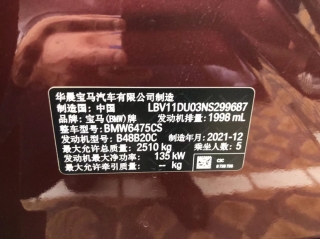 华晨宝马汽车有限公司制造
制造国：中国 LBV11DU03NS299687
品牌：宝马(BMW)牌 发动机排量：1998 mL
整车型号：BMW6475CS
发动机型号：B48B20C 制造年月：2021-12
最大允许总质量：2510 kg 乘坐人数：5
发动机最大净功率：135 kW
最大允许牵引质量：- kg
CIC